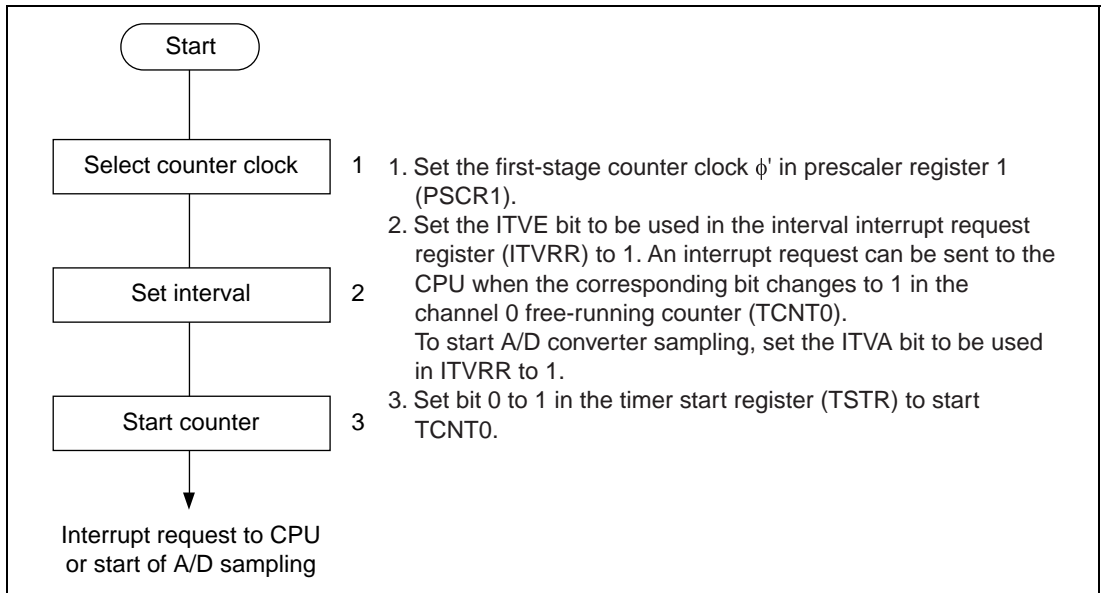 Start
Select counter clock 1
Set interval 2
Start counter 3
Interrupt request to CPU
or start of A/D sampling
1. Set the first-stage counter clock ϕ' in prescaler register 1
(PSCR1).
2. Set the ITVE bit to be used in the interval interrupt request
register (ITVRR) to 1. An interrupt request can be sent to the
CPU when the corresponding bit changes to 1 in the
channel 0 free-running counter (TCNT0).
To start A/D converter sampling, set the ITVA bit to be used
in ITVRR to 1.
3. Set bit 0 to 1 in the timer start register (TSTR) to start
TCNT0.